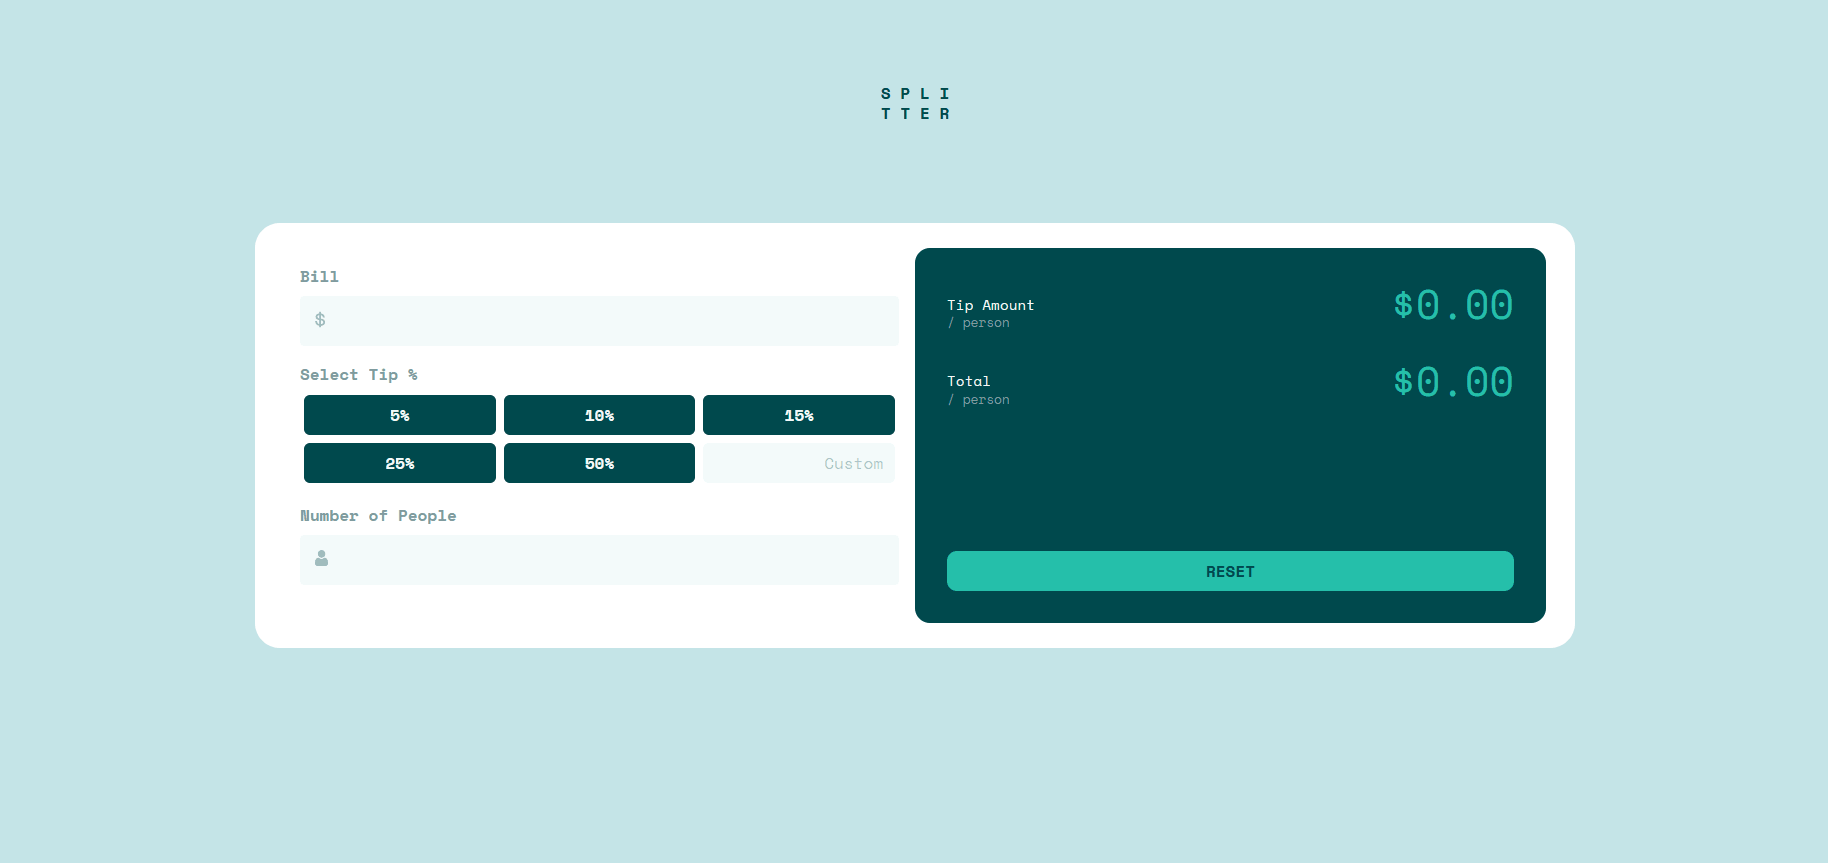 S P L I
T T E R
Bill
$
Select Tip %
5% 10% 15%
25% 50% Custom
Number of People
Tip Amount
/ person
$0.00
Total
/ person
$0.00
RESET